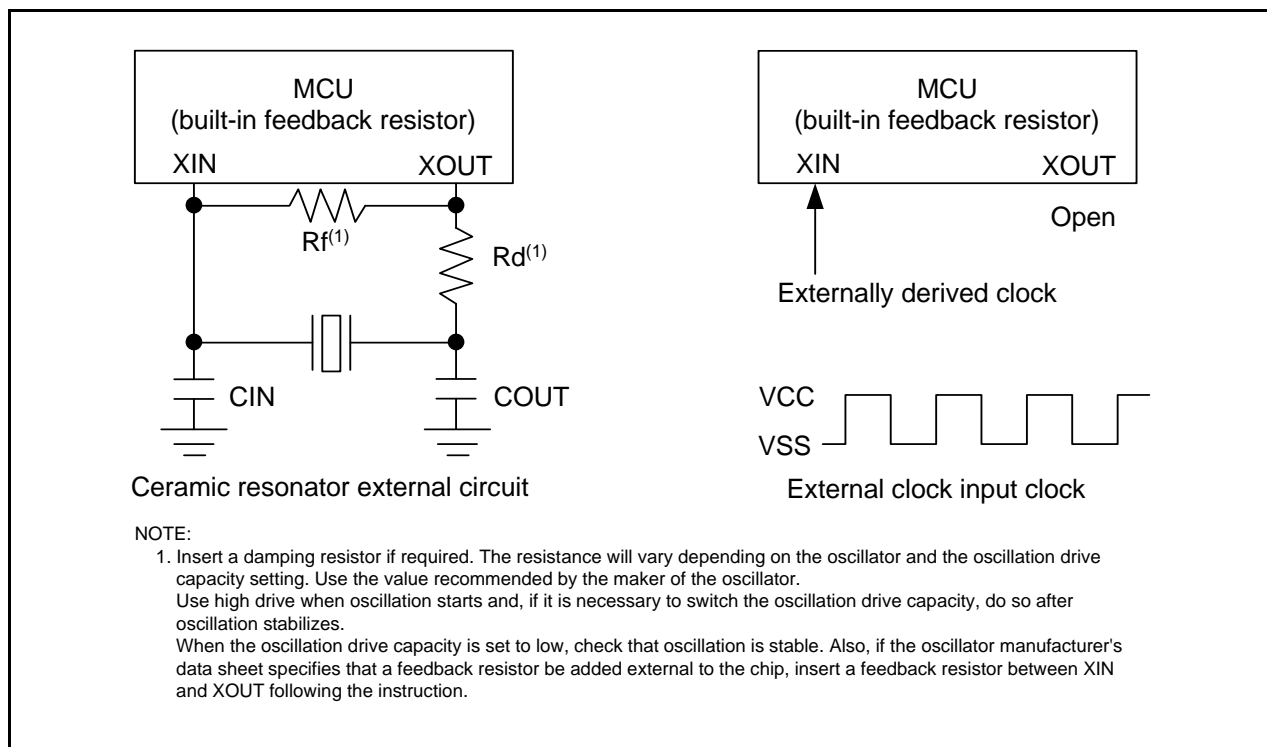 MCU
(built-in feedback resistor)
XIN
XOUT
Rf(1)
Rd(1)
CIN
COUT
Ceramic resonator external circuit
MCU
(built-in feedback resistor)
XIN
XOUT
Open
Externally derived clock
VCC
VSS
External clock input clock
NOTE:
1. Insert a damping resistor if required. The resistance will vary depending on the oscillator and the oscillation drive
capacity setting. Use the value recommended by the maker of the oscillator.
Use high drive when oscillation starts and, if it is necessary to switch the oscillation drive capacity, do so after
oscillation stabilizes.
When the oscillation drive capacity is set to low, check that oscillation is stable. Also, if the oscillator manufacturer's
data sheet specifies that a feedback resistor be added external to the chip, insert a feedback resistor between XIN
and XOUT following the instruction.